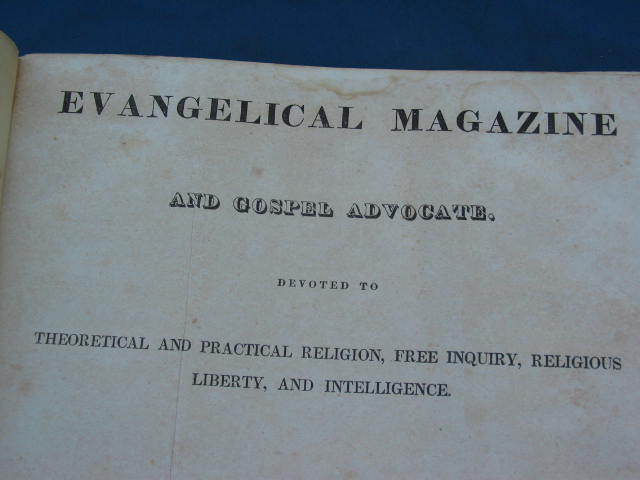 EVANGELICAL MAGAZINE
AND GOSPEL ADVOCATE.
DEVOTED TO
THEORETICAL AND PRACTICAL RELIGION, FREE INQUIRY, RELIGIOUS
LIBERTY, AND INTELLIGENCE.